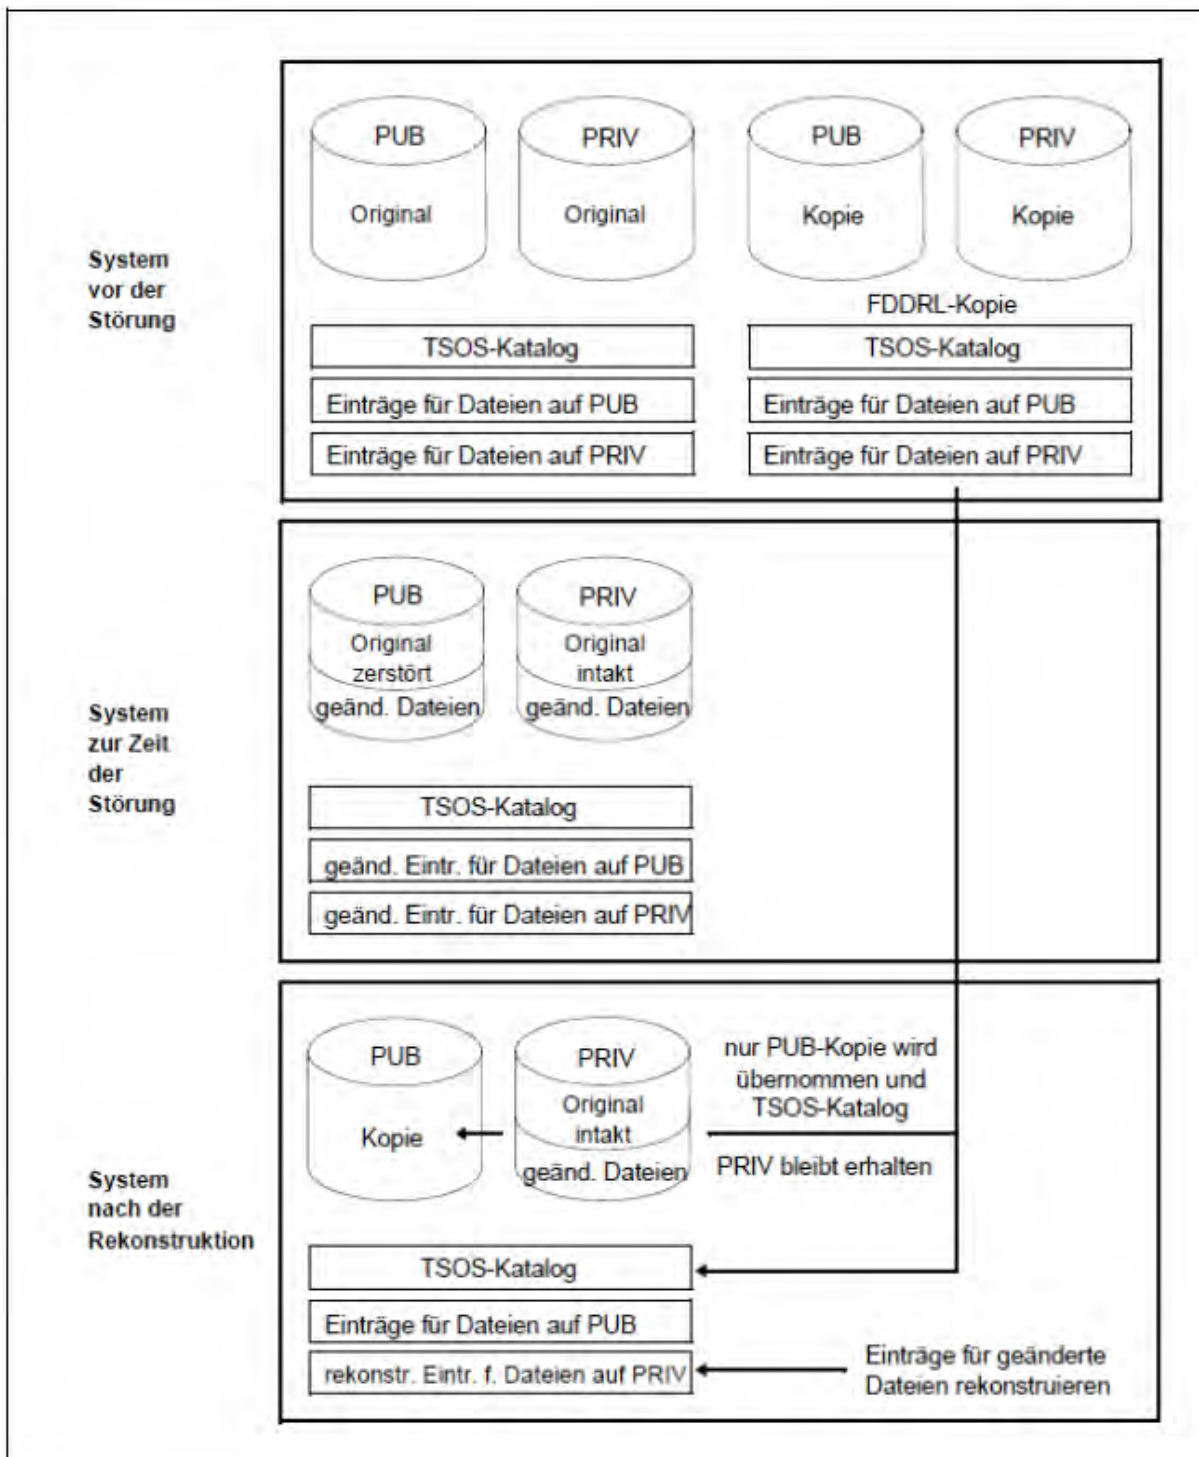 PUB
Original
PRIV
Original
PUB
Kopie
PRIV
Kopie
System
vor der
Störung
FDDRL-Kopie
TSOS-Katalog
Einträge für Dateien auf PUB
Einträge für Dateien auf PRIV
TSOS-Katalog
Einträge für Dateien auf PUB
Einträge für Dateien auf PRIV
System
zur Zeit
der
Störung
PUB
Original
zerstört
geänd. Dateien
PRIV
Original
intakt
geänd. Dateien
TSOS-Katalog
geänd. Eintr. für Dateien auf PUB
geänd. Eintr. für Dateien auf PRIV
System
nach der
Rekonstruktion
PUB
Kopie
PRIV
Original
intakt
geänd. Dateien
nur PUB-Kopie wird
übernommen und
TSOS-Katalog
PRIV bleibt erhalten
TSOS-Katalog
Einträge für Dateien auf PUB
rekonstr. Eintr. f. Dateien auf PRIV
Einträge für geänderte
Dateien rekonstruieren